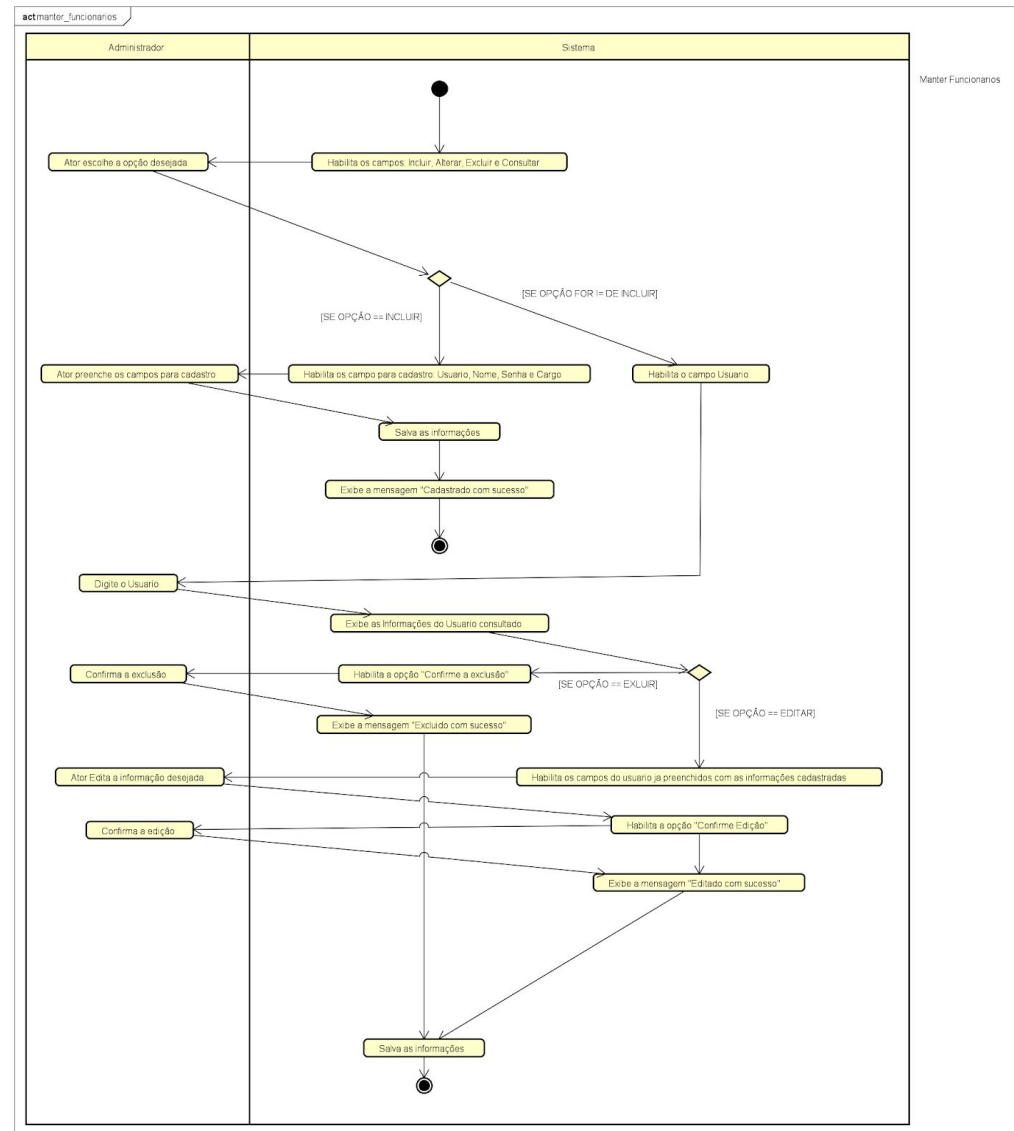 act manter_funcionarios
Administrador
Sistema
Manter Funcionarios
Ator escolhe a opção desejada
Habilita os campos: Incluir, Alterar, Excluir e Consultar
[SE OPÇÃO FOR != DE INCLUIR]
[SE OPÇÃO == INCLUIR]
Ator preenche os campos para cadastro
Habilita os campo para cadastro: Usuario, Nome, Senha e Cargo
Habilita o campo Usuario
Salva as informações
Exibe a mensagem "Cadastrado com sucesso"
Digite o Usuario
Exibe as Informações do Usuario consultado
Confirma a exclusão
Habilita a opção "Confirme a exclusão"
[SE OPÇÃO == EXLUIR]
[SE OPÇÃO == EDITAR]
Exibe a mensagem "Excluido com sucesso"
Ator Edita a informação desejada
Habilita os campos do usuario ja preenchidos com as informações cadastradas
Confirma a edição
Habilita a opção "Confirme Edição"
Exibe a mensagem "Editado com sucesso"
Salva as informações